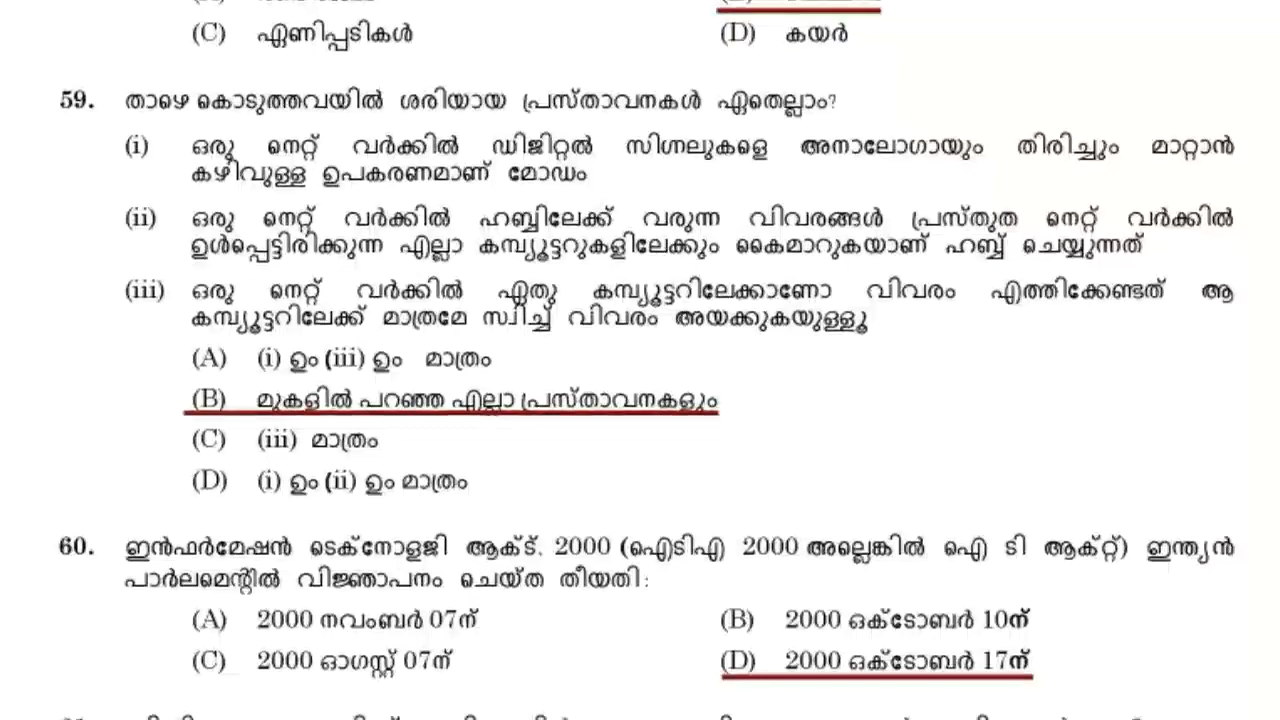 (C) ഏണിപ്പടികൾ (D) കയർ
59. താഴെ കൊടുത്തവയിൽ ശരിയായ പ്രസ്താവനകൾ ഏതെല്ലാം?
(i) ഒരു നെറ്റ് വർക്കിൽ ഡിജിറ്റൽ സിഗ്നലുകളെ അനാലോഗായും തിരിച്ചും മാറ്റാൻ
കഴിവുള്ള ഉപകരണമാണ് മോഡം
(ii) ഒരു നെറ്റ് വർക്കിൽ ഹബ്ബിലേക്ക് വരുന്ന വിവരങ്ങൾ പ്രസ്തുത നെറ്റ് വർക്കിൽ
ഉൾപ്പെട്ടിരിക്കുന്ന എല്ലാ കമ്പ്യൂട്ടറുകളിലേക്കും കൈമാറുകയാണ് ഹബ്ബ് ചെയ്യുന്നത്
(iii) ഒരു നെറ്റ് വർക്കിൽ ഏതു കമ്പ്യൂട്ടറിലേക്കാണോ വിവരം എത്തിക്കേണ്ടത് ആ
കമ്പ്യൂട്ടറിലേക്ക് മാത്രമേ സ്വിച്ച് വിവരം അയക്കുകയുള്ളൂ
(A) (i) ഉം (iii) ഉം മാത്രം
(B) മുകളിൽ പറഞ്ഞ എല്ലാ പ്രസ്താവനകളും
(C) (iii) മാത്രം
(D) (i) ഉം (ii) ഉം മാത്രം
60. ഇൻഫർമേഷൻ ടെക്നോളജി ആക്ട്. 2000 (ഐടിഎ 2000 അല്ലെങ്കിൽ ഐ ടി ആക്റ്റ്) ഇന്ത്യൻ
പാർലമെന്റിൽ വിജ്ഞാപനം ചെയ്ത തീയതി :
(A) 2000 നവംബർ 07ന് (B) 2000 ഒക്ടോബർ 10ന്
(C) 2000 ഓഗസ്റ്റ് 07ന് (D) 2000 ഒക്ടോബർ 17ന്